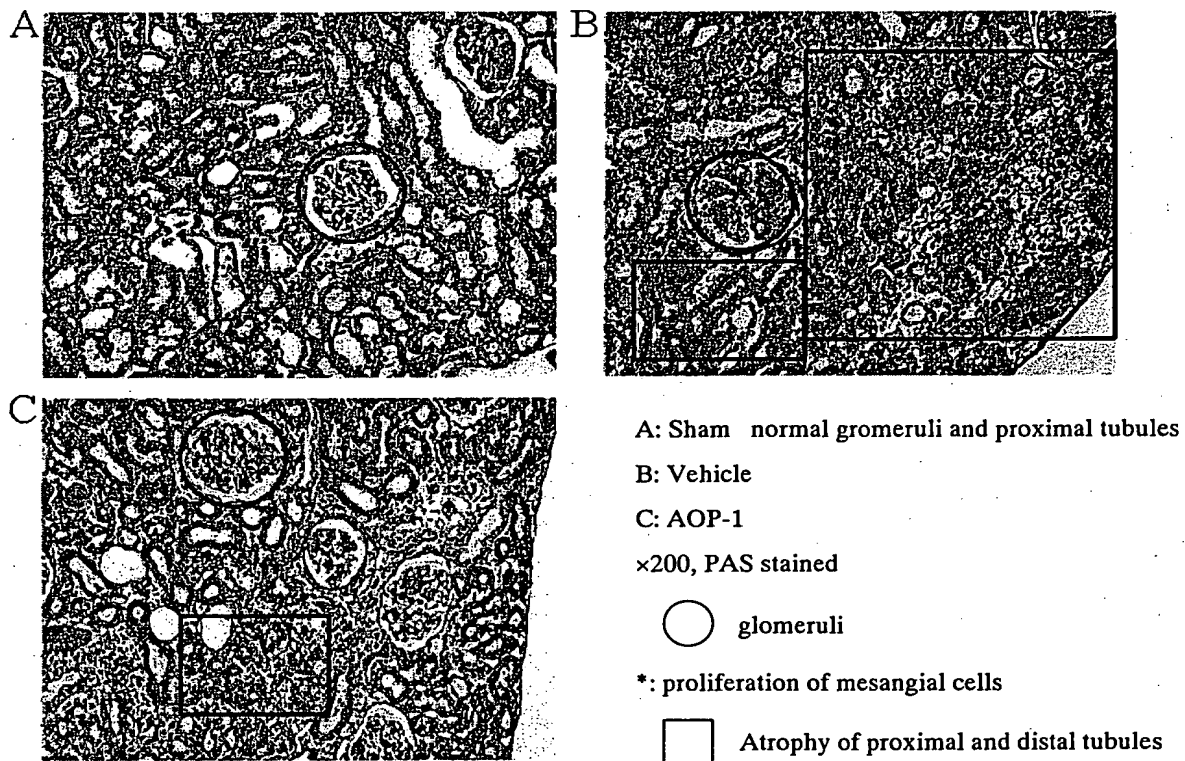 A
B
C
A: Sham normal gromeruli and proximal tubules
B: Vehicle
C: AOP-1
×200, PAS stained
glomeruli
*: proliferation of mesangial cells
Atrophy of proximal and distal tubules